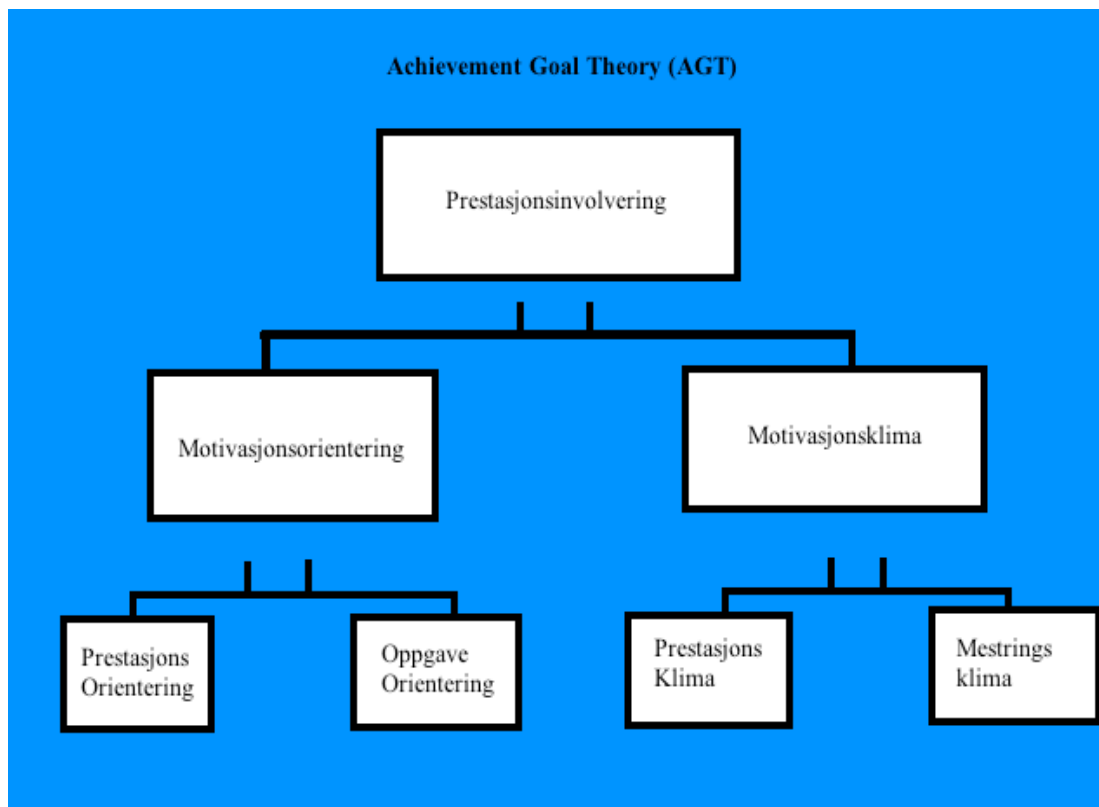 Achievement Goal Theory (AGT)
Prestasjonsinvolvering
Motivasjonsorientering
Motivasjonsklima
Prestasjons
Orientering
Oppgave
Orientering
Prestasjons
Klima
Mestrings
klima